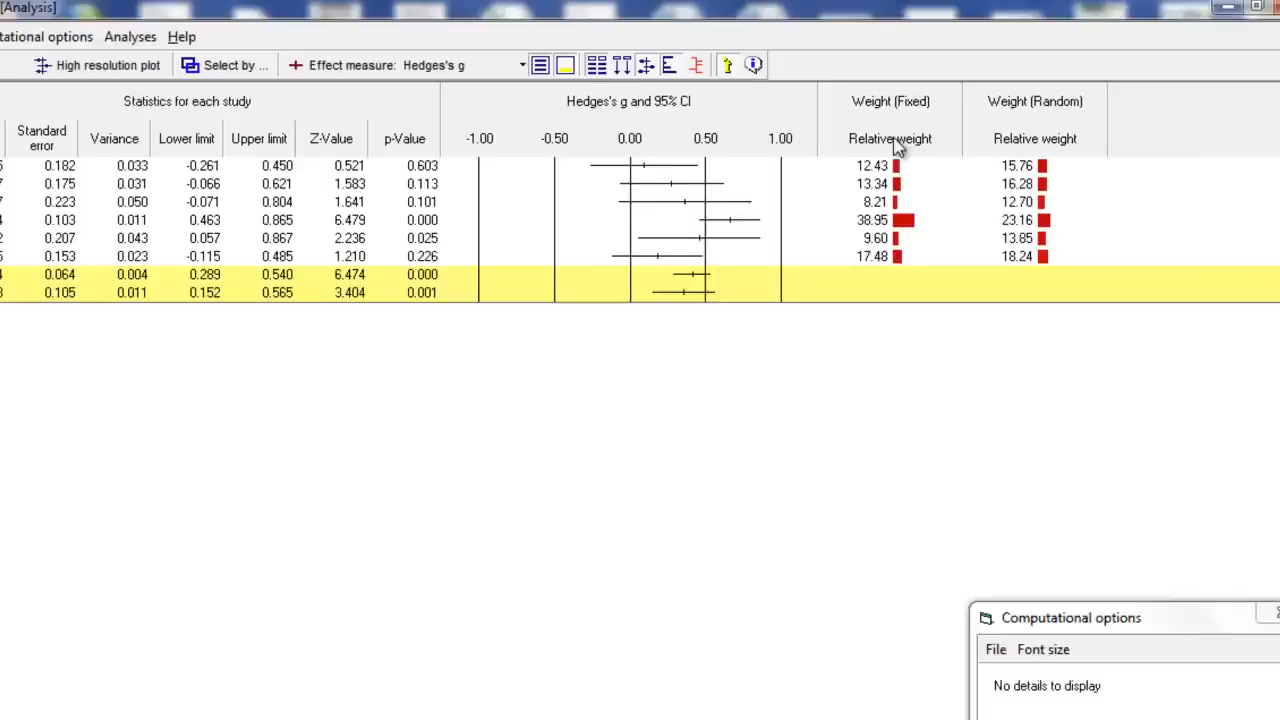 [Analysis]
tational options Analyses Help
High resolution plot Select by ... Effect measure: Hedges's g
Statistics for each study Hedges's g and 95% CI Weight (Fixed) Weight (Random)
Standard error Variance Lower limit Upper limit Z-Value p-Value -1.00 -0.50 0.00 0.50 1.00 Relative weight Relative weight
5 0.182 0.033 -0.261 0.450 0.521 0.603 12.43 15.76
7 0.175 0.031 -0.066 0.621 1.583 0.113 13.34 16.28
7 0.223 0.050 -0.071 0.804 1.641 0.101 8.21 12.70
4 0.103 0.011 0.463 0.865 6.479 0.000 38.95 23.16
2 0.207 0.043 0.057 0.867 2.236 0.025 9.60 13.85
5 0.153 0.023 -0.115 0.485 1.210 0.226 17.48 18.24
4 0.064 0.004 0.289 0.540 6.474 0.000
8 0.105 0.011 0.152 0.565 3.404 0.001
Computational options
File Font size
No details to display